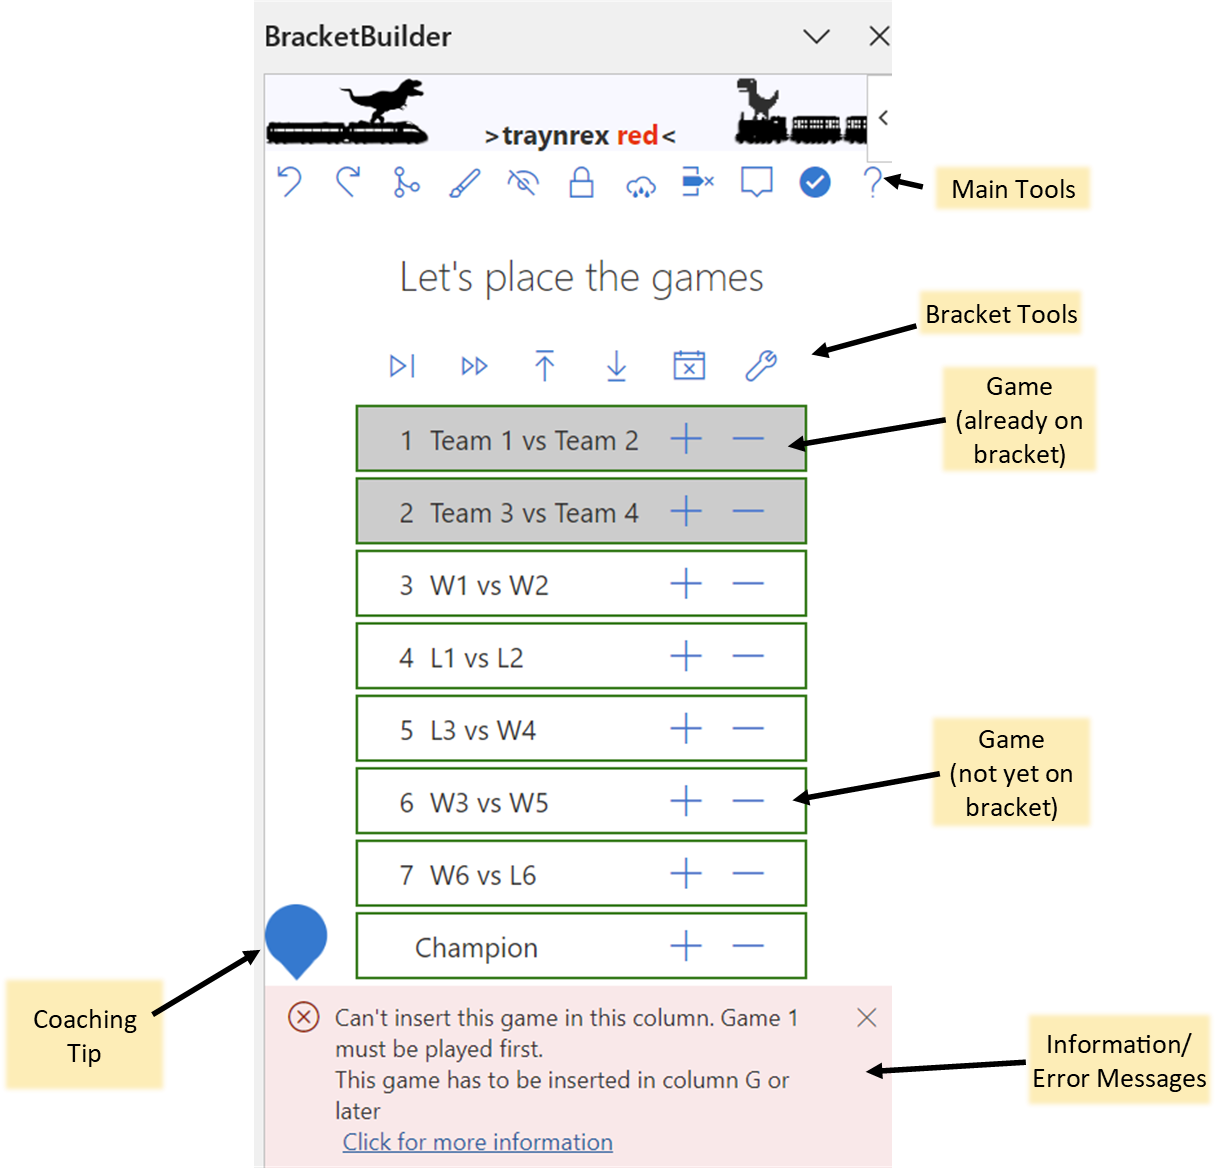 BracketBuilder
>traynrex red<
Main Tools
Let's place the games
Bracket Tools
Game
(already on
bracket)
1 Team 1 vs Team 2
2 Team 3 vs Team 4
3 W1 vs W2
4 L1 vs L2
5 L3 vs W4
Game
(not yet on
bracket)
6 W3 vs W5
7 W6 vs L6
Champion
Coaching
Tip
Can't insert this game in this column. Game 1
must be played first.
This game has to be inserted in column G or
later
Click for more information
Information/
Error Messages